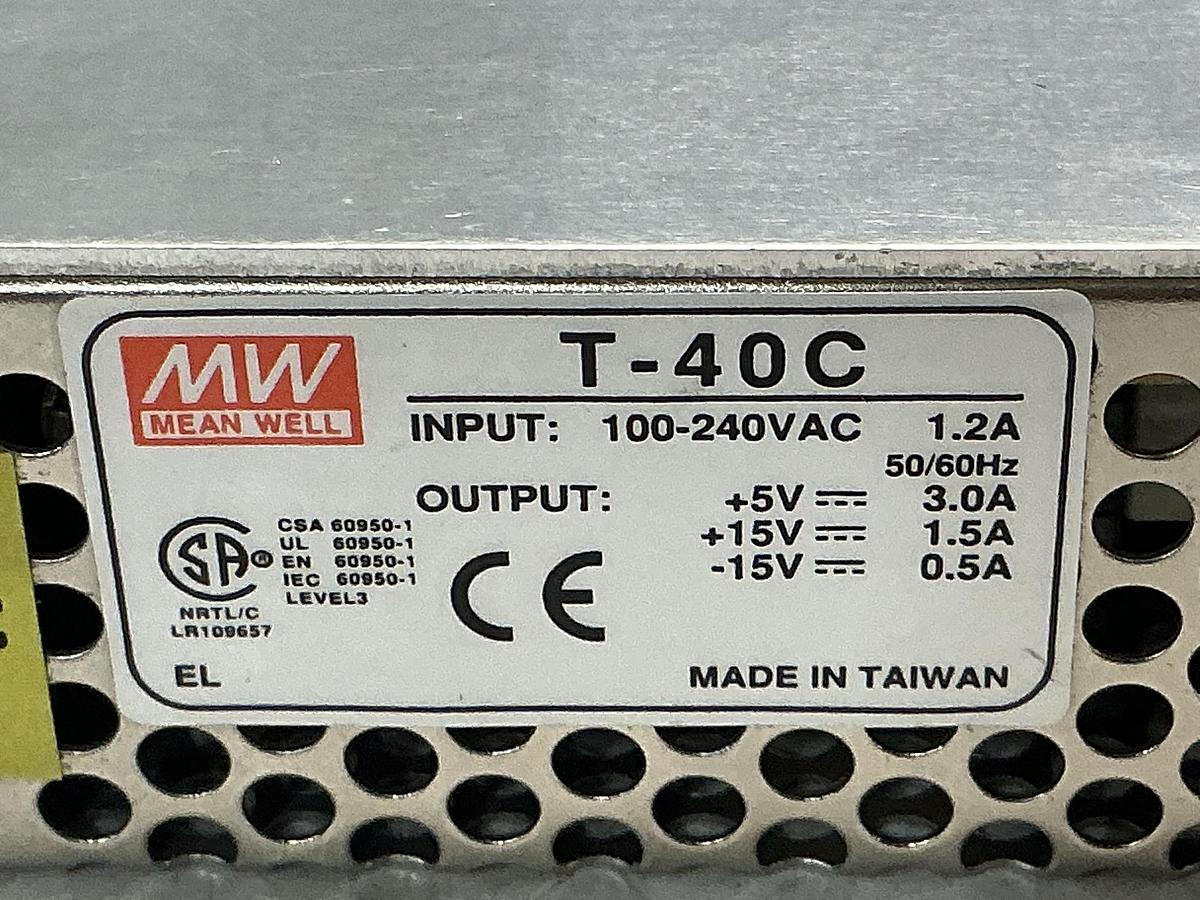 MW
MEAN WELL
T-40C
INPUT: 100-240VAC 1.2A
50/60Hz
OUTPUT: +5V ⎓ 3.0A
+15V ⎓ 1.5A
-15V ⎓ 0.5A
SA®
NRTL/C
LR109657
CSA 60950-1
UL 60950-1
EN 60950-1
IEC 60950-1
LEVEL3
CE
EL
MADE IN TAIWAN